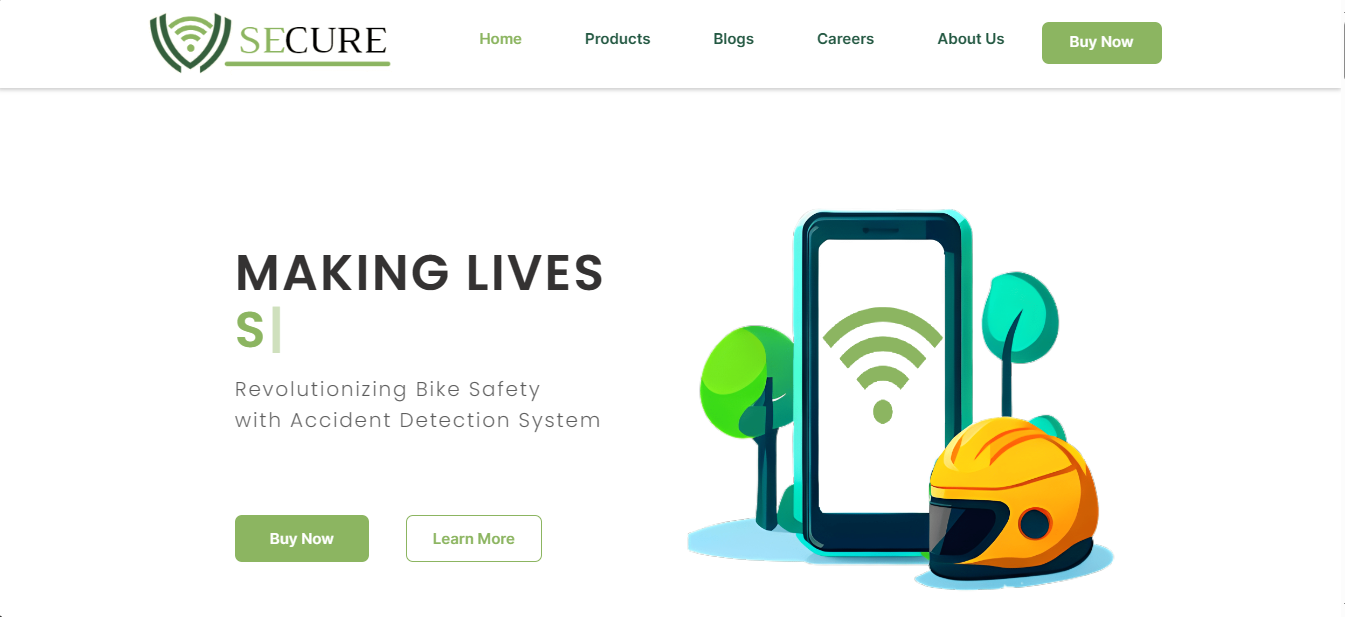 SECURE
Home
Products
Blogs
Careers
About Us
Buy Now
MAKING LIVES
S
Revolutionizing Bike Safety
with Accident Detection System
Buy Now
Learn More